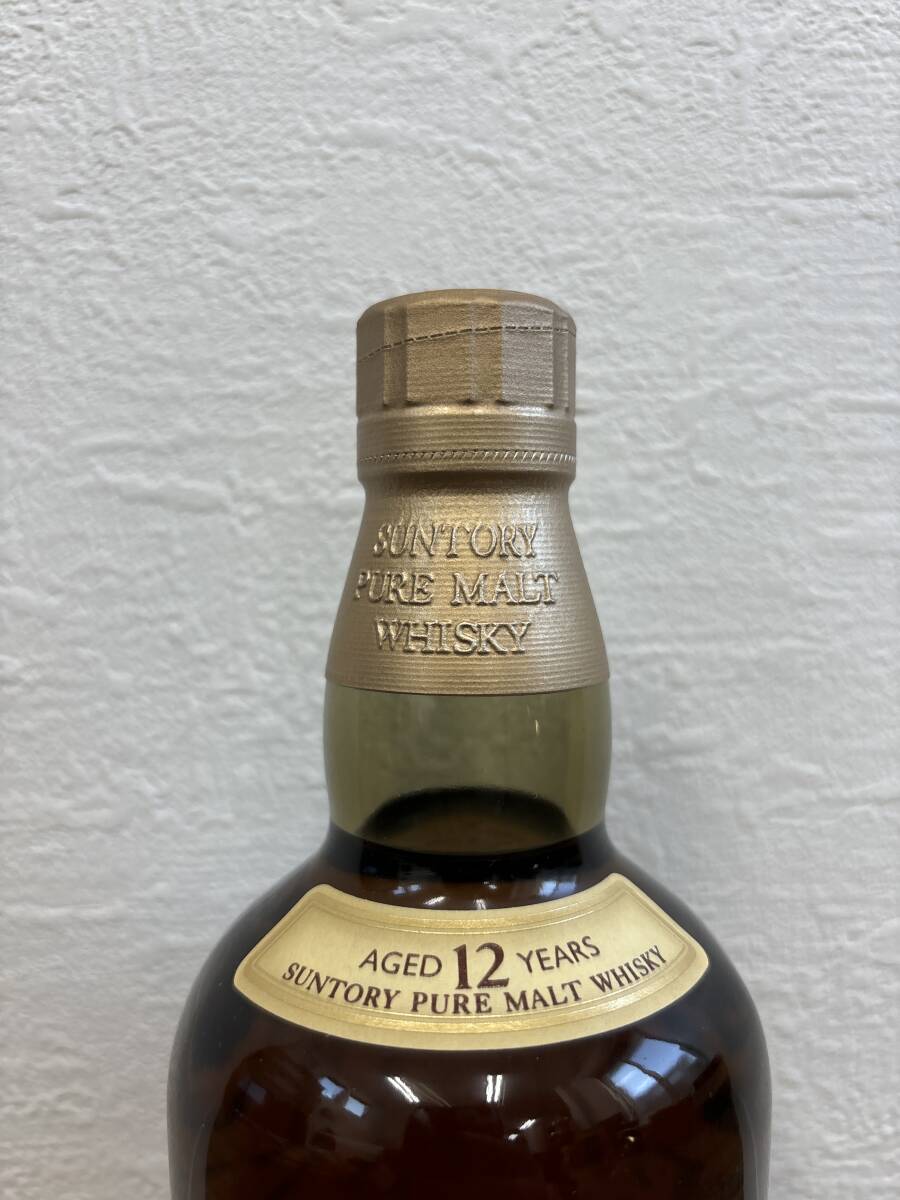 SUNTORY
PURE MALT
WHISKY
AGED 12 YEARS
SUNTORY PURE MALT WHISKY